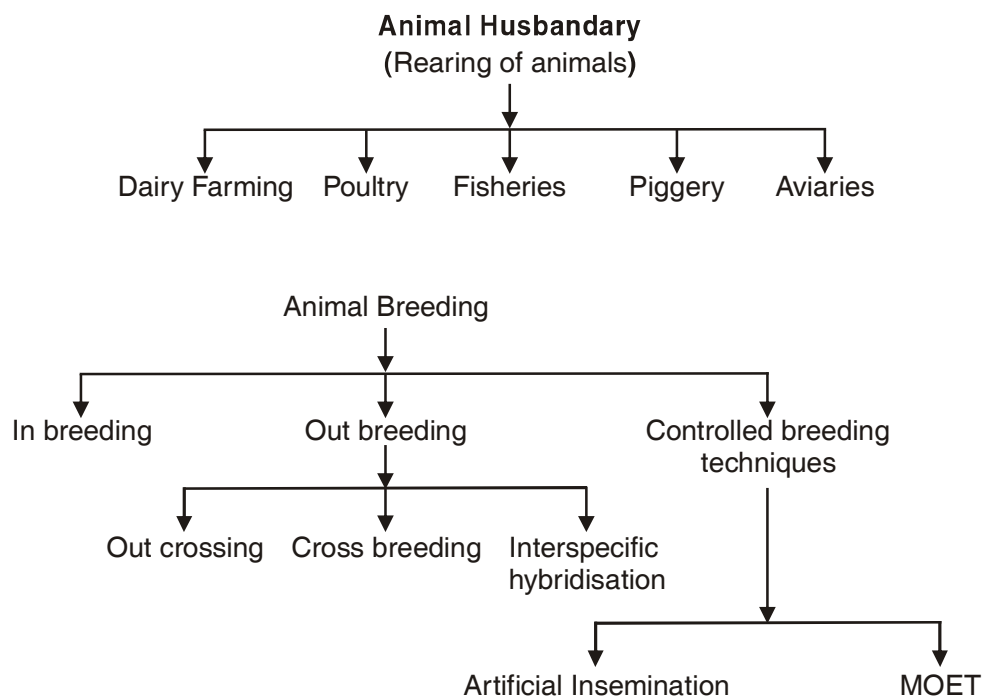 Animal Husbandary
(Rearing of animals)
Dairy Farming Poultry Fisheries Piggery Aviaries
Animal Breeding
In breeding Out breeding Controlled breeding
techniques
Out crossing Cross breeding Interspecific
hybridisation
Artificial Insemination MOET